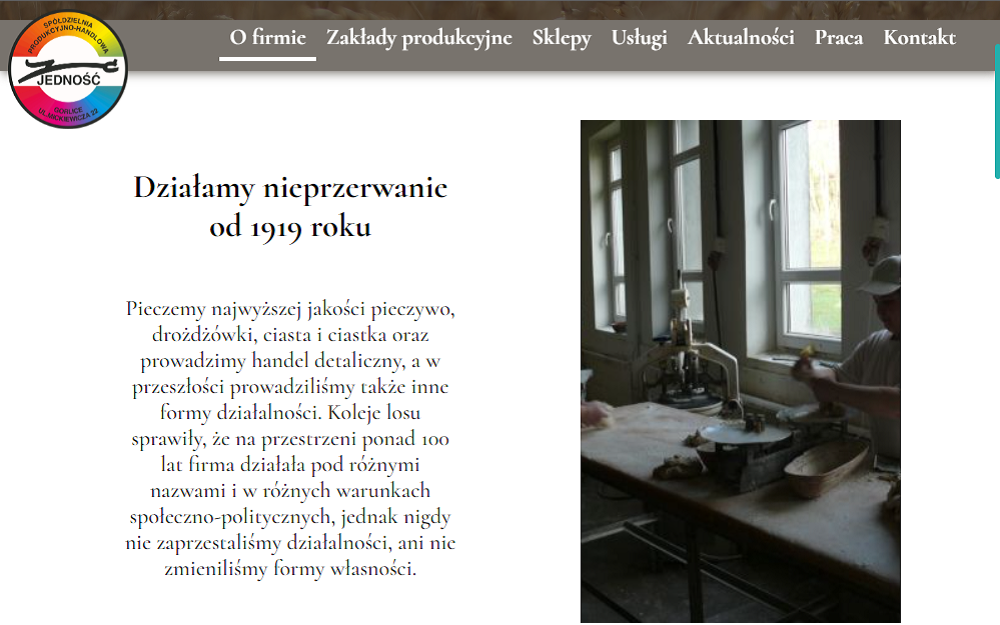 SPÓŁDZIELNIA
PRODUKCYJNO-HANDLOWA
JEDNOŚĆ
GORLICE
O firmie Zakłady produkcyjne Sklepy Usługi Aktualności Praca Kontakt
Działamy nieprzerwanie
od 1919 roku
Pieczemy najwyższej jakości pieczywo,
drożdżówki, ciasta i ciastka oraz
prowadzimy handel detaliczny, a w
przeszłości prowadziliśmy także inne
formy działalności. Koleje losu
sprawiły, że na przestrzeni ponad 100
lat firma działała pod różnymi
nazwami i w różnych warunkach
społeczno-politycznych, jednak nigdy
nie zaprzestaliśmy działalności, ani nie
zmieniliśmy formy własności.